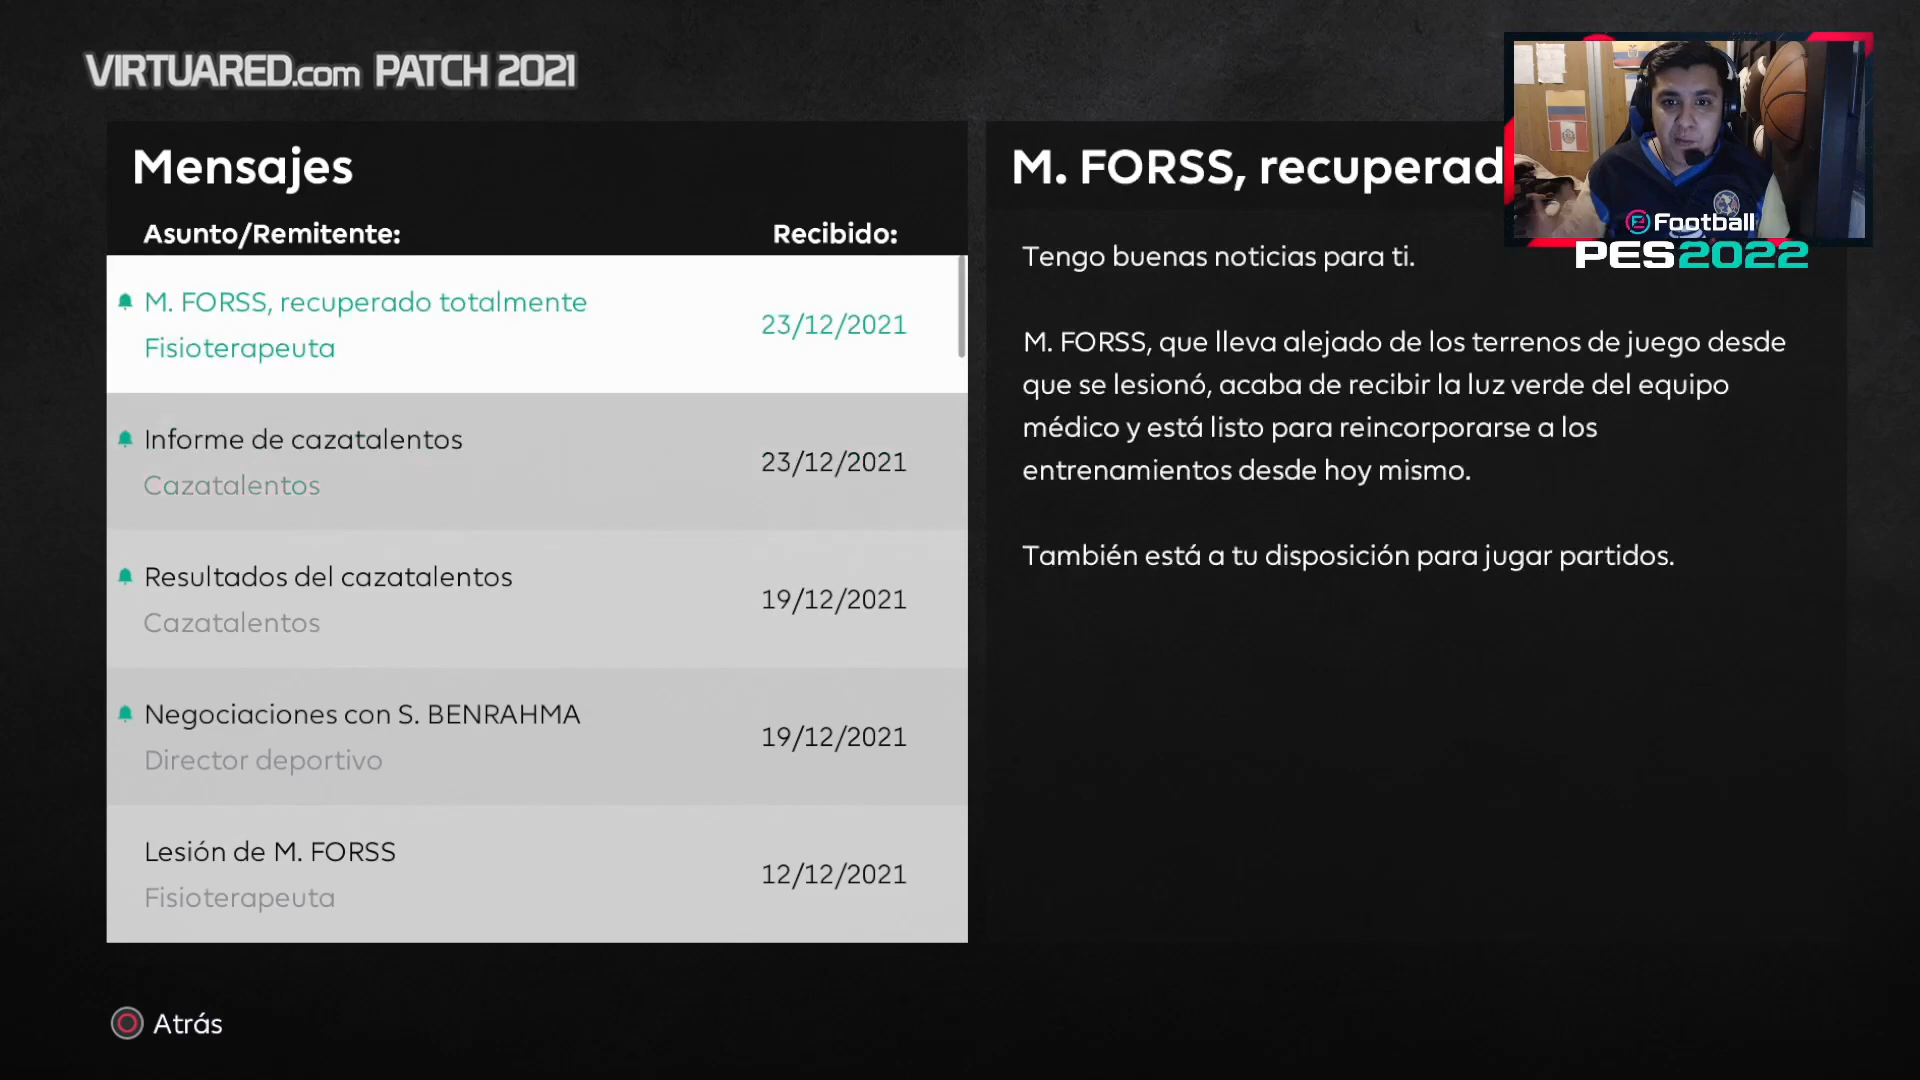 VIRTUARED.com PATCH 2021
Mensajes
Asunto/Remitente:
Recibido:
M. FORSS, recuperado totalmente
Fisioterapeuta
23/12/2021
Informe de cazatalentos
Cazatalentos
23/12/2021
Resultados del cazatalentos
Cazatalentos
19/12/2021
Negociaciones con S. BENRAHMA
Director deportivo
19/12/2021
Lesión de M. FORSS
Fisioterapeuta
12/12/2021
M. FORSS, recuperad
Tengo buenas noticias para ti.
M. FORSS, que lleva alejado de los terrenos de juego desde
que se lesionó, acaba de recibir la luz verde del equipo
médico y está listo para reincorporarse a los
entrenamientos desde hoy mismo.
También está a tu disposición para jugar partidos.
eFootball
PES2022
Atrás